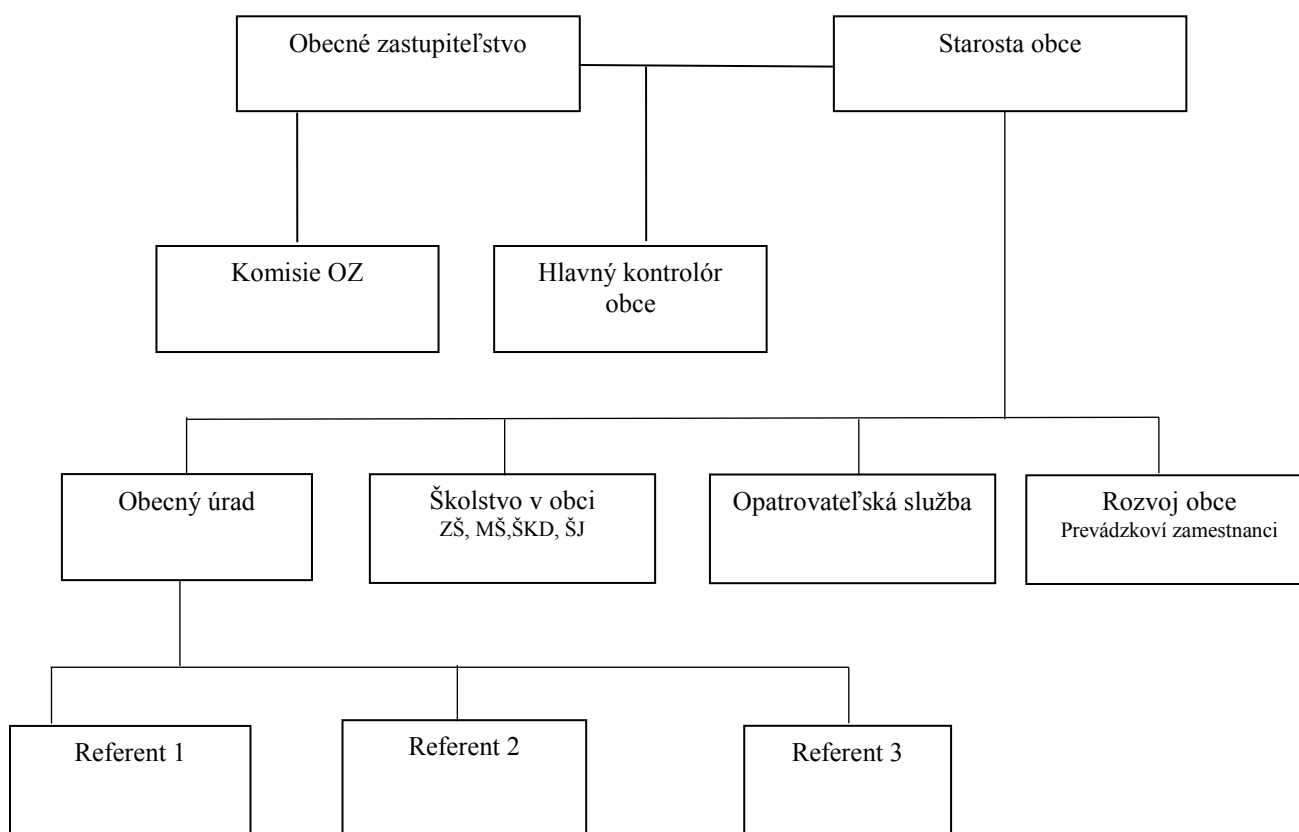 Obecné zastupiteľstvo
Starosta obce
Komisie OZ
Hlavný kontrolór
obce
Obecný úrad
Školstvo v obci
ZŠ, MŠ,ŠKD, ŠJ
Opatrovateľská služba
Rozvoj obce
Prevádzkoví zamestnanci
Referent 1
Referent 2
Referent 3